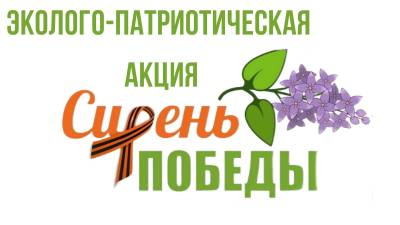 ЭКОЛОГО-ПАТРИОТИЧЕСКАЯ
АКЦИЯ
Сирень
ПОБЕДЫ